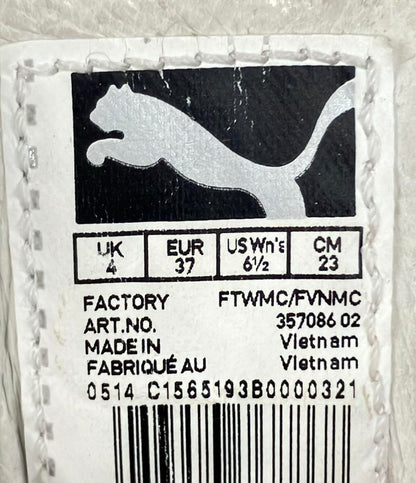 UK EUR US Wn's CM
4 37 6½ 23
FACTORY FTWMC/FVNMC
ART.NO. 357086 02
MADE IN Vietnam
FABRIQUÉ AU Vietnam
0514 C1565193B0000321